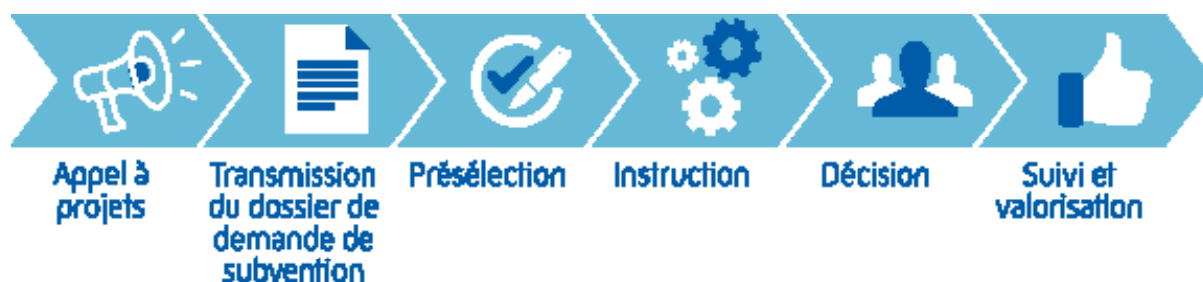 Appel à
projets
Transmission
du dossier de
demande de
subvention
Présélection
Instruction
Décision
Suivi et
valorisation